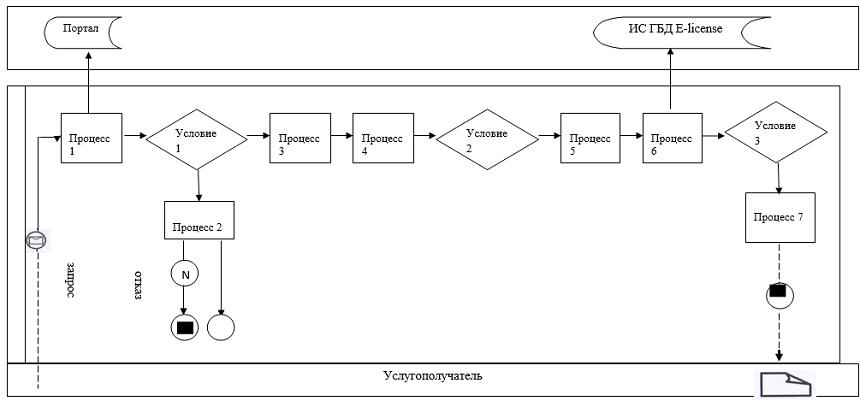 Портал
ИС ГБД E-license
Процесс
1
Условие
1
Процесс
3
Процесс
4
Условие
2
Процесс
5
Процесс
6
Условие
3
Процесс 2
Процесс 7
N
запрос
отказ
Услугополучатель